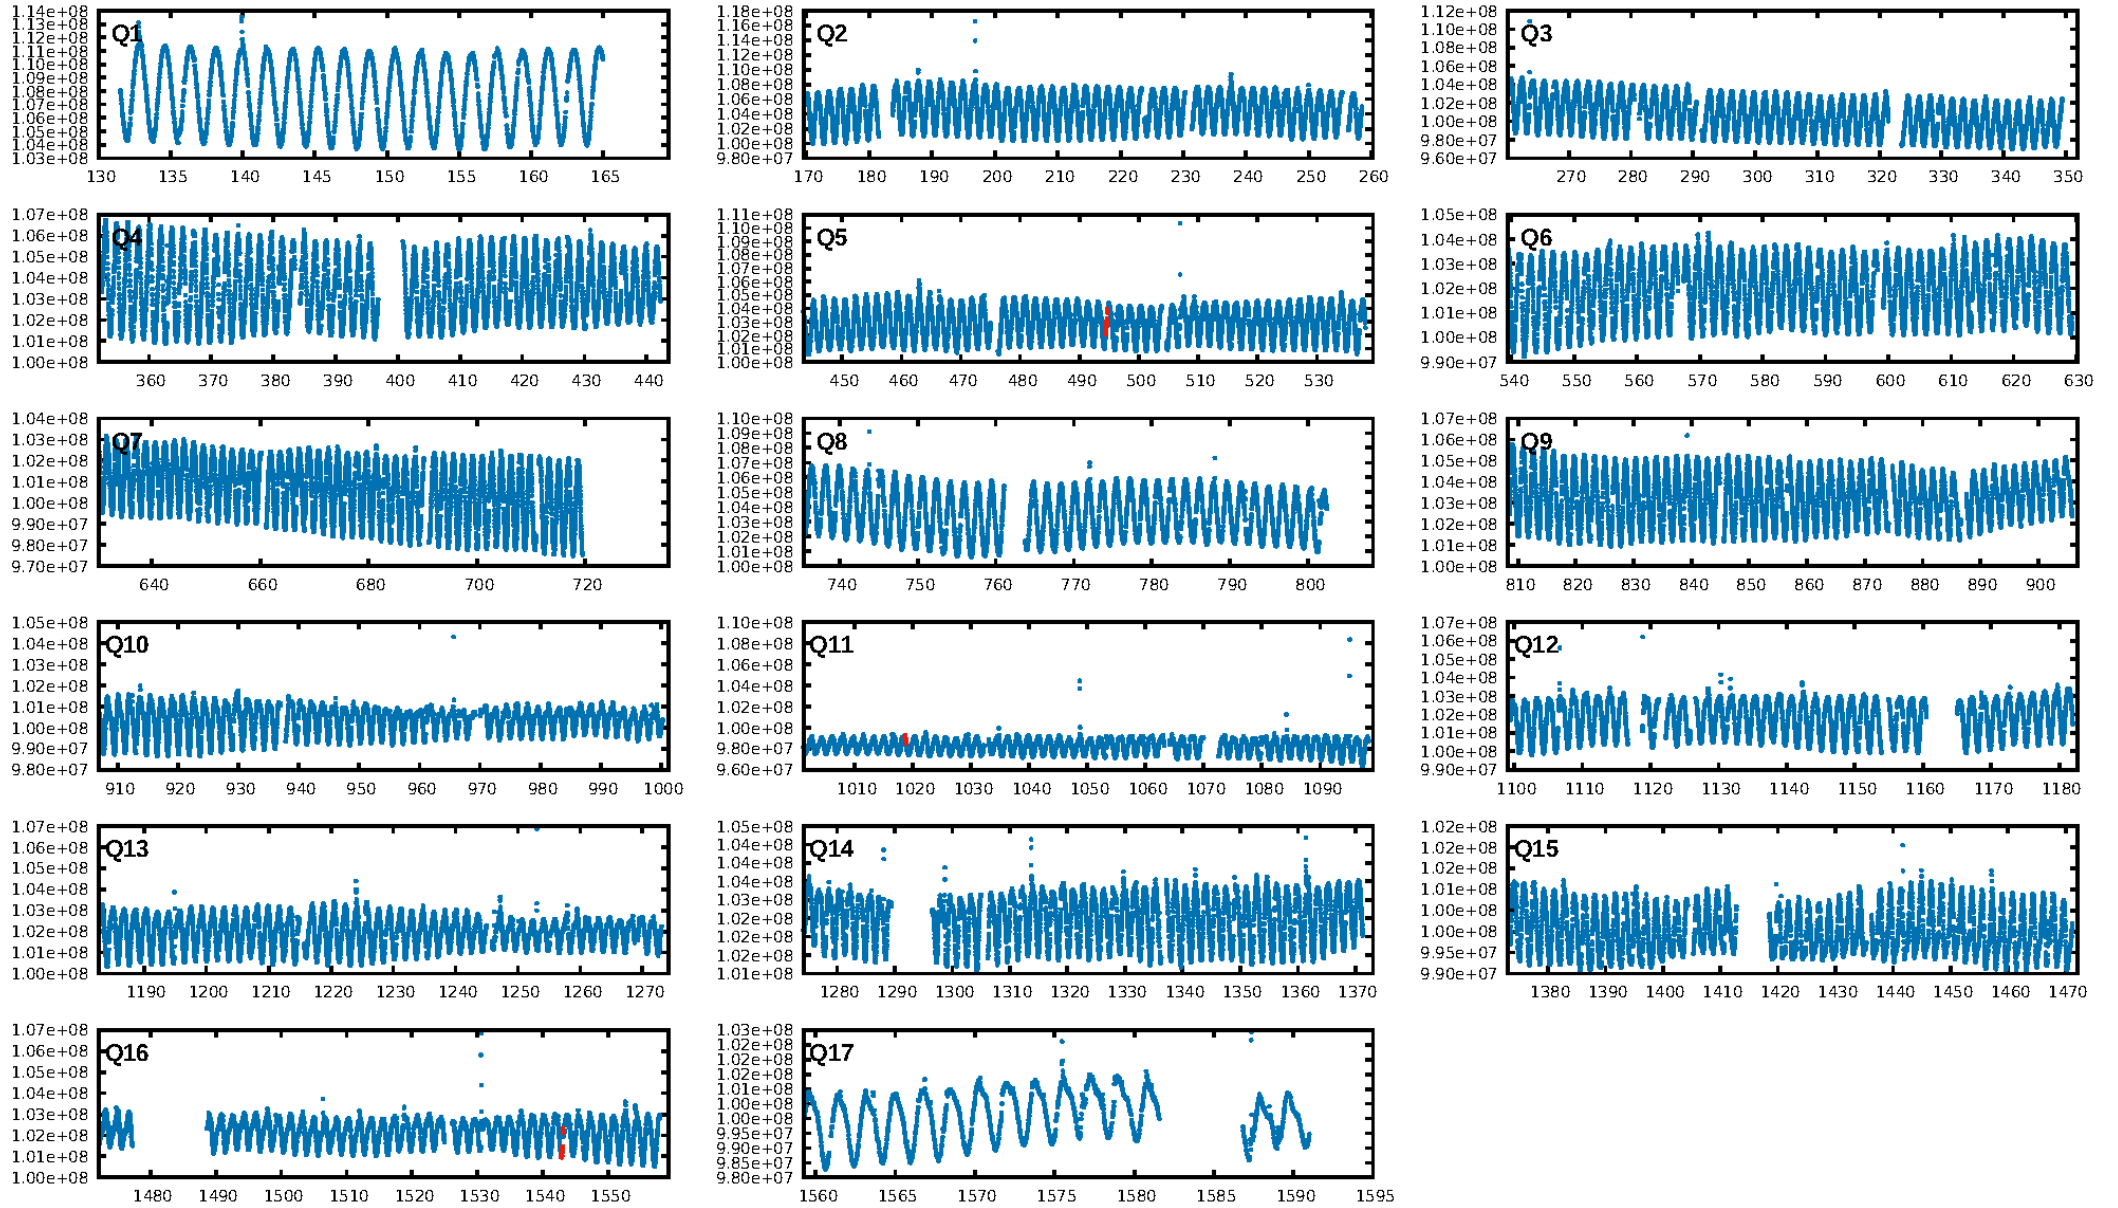 1.14e+08
1.13e+08
1.12e+08
1.11e+08
1.10e+08
1.09e+08
1.08e+08
1.07e+08
1.06e+08
1.05e+08
1.04e+08
1.03e+08
Q1
130 135 140 145 150 155 160 165
1.18e+08
1.16e+08
1.14e+08
1.12e+08
1.10e+08
1.08e+08
1.06e+08
1.04e+08
1.02e+08
1.00e+08
9.80e+07
Q2
170 180 190 200 210 220 230 240 250 260
1.12e+08
1.10e+08
1.08e+08
1.06e+08
1.04e+08
1.02e+08
1.00e+08
9.80e+07
9.60e+07
Q3
270 280 290 300 310 320 330 340 350
1.07e+08
1.06e+08
1.05e+08
1.04e+08
1.03e+08
1.02e+08
1.01e+08
1.00e+08
Q4
360 370 380 390 400 410 420 430 440
1.11e+08
1.10e+08
1.09e+08
1.08e+08
1.07e+08
1.06e+08
1.05e+08
1.04e+08
1.03e+08
1.02e+08
1.01e+08
1.00e+08
Q5
450 460 470 480 490 500 510 520 530
1.05e+08
1.04e+08
1.03e+08
1.02e+08
1.01e+08
1.00e+08
9.90e+07
Q6
540 550 560 570 580 590 600 610 620 630
1.04e+08
1.03e+08
1.02e+08
1.01e+08
1.00e+08
9.90e+07
9.80e+07
9.70e+07
Q7
640 660 680 700 720
1.10e+08
1.09e+08
1.08e+08
1.07e+08
1.06e+08
1.05e+08
1.04e+08
1.03e+08
1.02e+08
1.01e+08
1.00e+08
Q8
740 750 760 770 780 790 800
1.07e+08
1.06e+08
1.05e+08
1.04e+08
1.03e+08
1.02e+08
1.01e+08
1.00e+08
Q9
810 820 830 840 850 860 870 880 890 900
1.05e+08
1.04e+08
1.03e+08
1.02e+08
1.01e+08
1.00e+08
9.90e+07
9.80e+07
Q10
910 920 930 940 950 960 970 980 990 1000
1.10e+08
1.08e+08
1.06e+08
1.04e+08
1.02e+08
1.00e+08
9.80e+07
9.60e+07
Q11
1010 1020 1030 1040 1050 1060 1070 1080 1090
1.07e+08
1.06e+08
1.05e+08
1.04e+08
1.03e+08
1.02e+08
1.01e+08
1.00e+08
9.90e+07
Q12
1100 1110 1120 1130 1140 1150 1160 1170 1180
1.07e+08
1.06e+08
1.05e+08
1.04e+08
1.03e+08
1.02e+08
1.01e+08
1.00e+08
Q13
1190 1200 1210 1220 1230 1240 1250 1260 1270
1.05e+08
1.04e+08
1.04e+08
1.04e+08
1.03e+08
1.02e+08
1.02e+08
1.02e+08
1.01e+08
Q14
1280 1290 1300 1310 1320 1330 1340 1350 1360 1370
1.02e+08
1.02e+08
1.01e+08
1.01e+08
1.00e+08
1.00e+08
9.95e+07
9.90e+07
Q15
1380 1390 1400 1410 1420 1430 1440 1450 1460 1470
1.07e+08
1.06e+08
1.05e+08
1.04e+08
1.03e+08
1.02e+08
1.01e+08
1.00e+08
Q16
1480 1490 1500 1510 1520 1530 1540 1550
1.03e+08
1.02e+08
1.02e+08
1.01e+08
1.01e+08
1.00e+08
1.00e+08
9.95e+07
9.90e+07
9.85e+07
9.80e+07
Q17
1560 1565 1570 1575 1580 1585 1590 1595